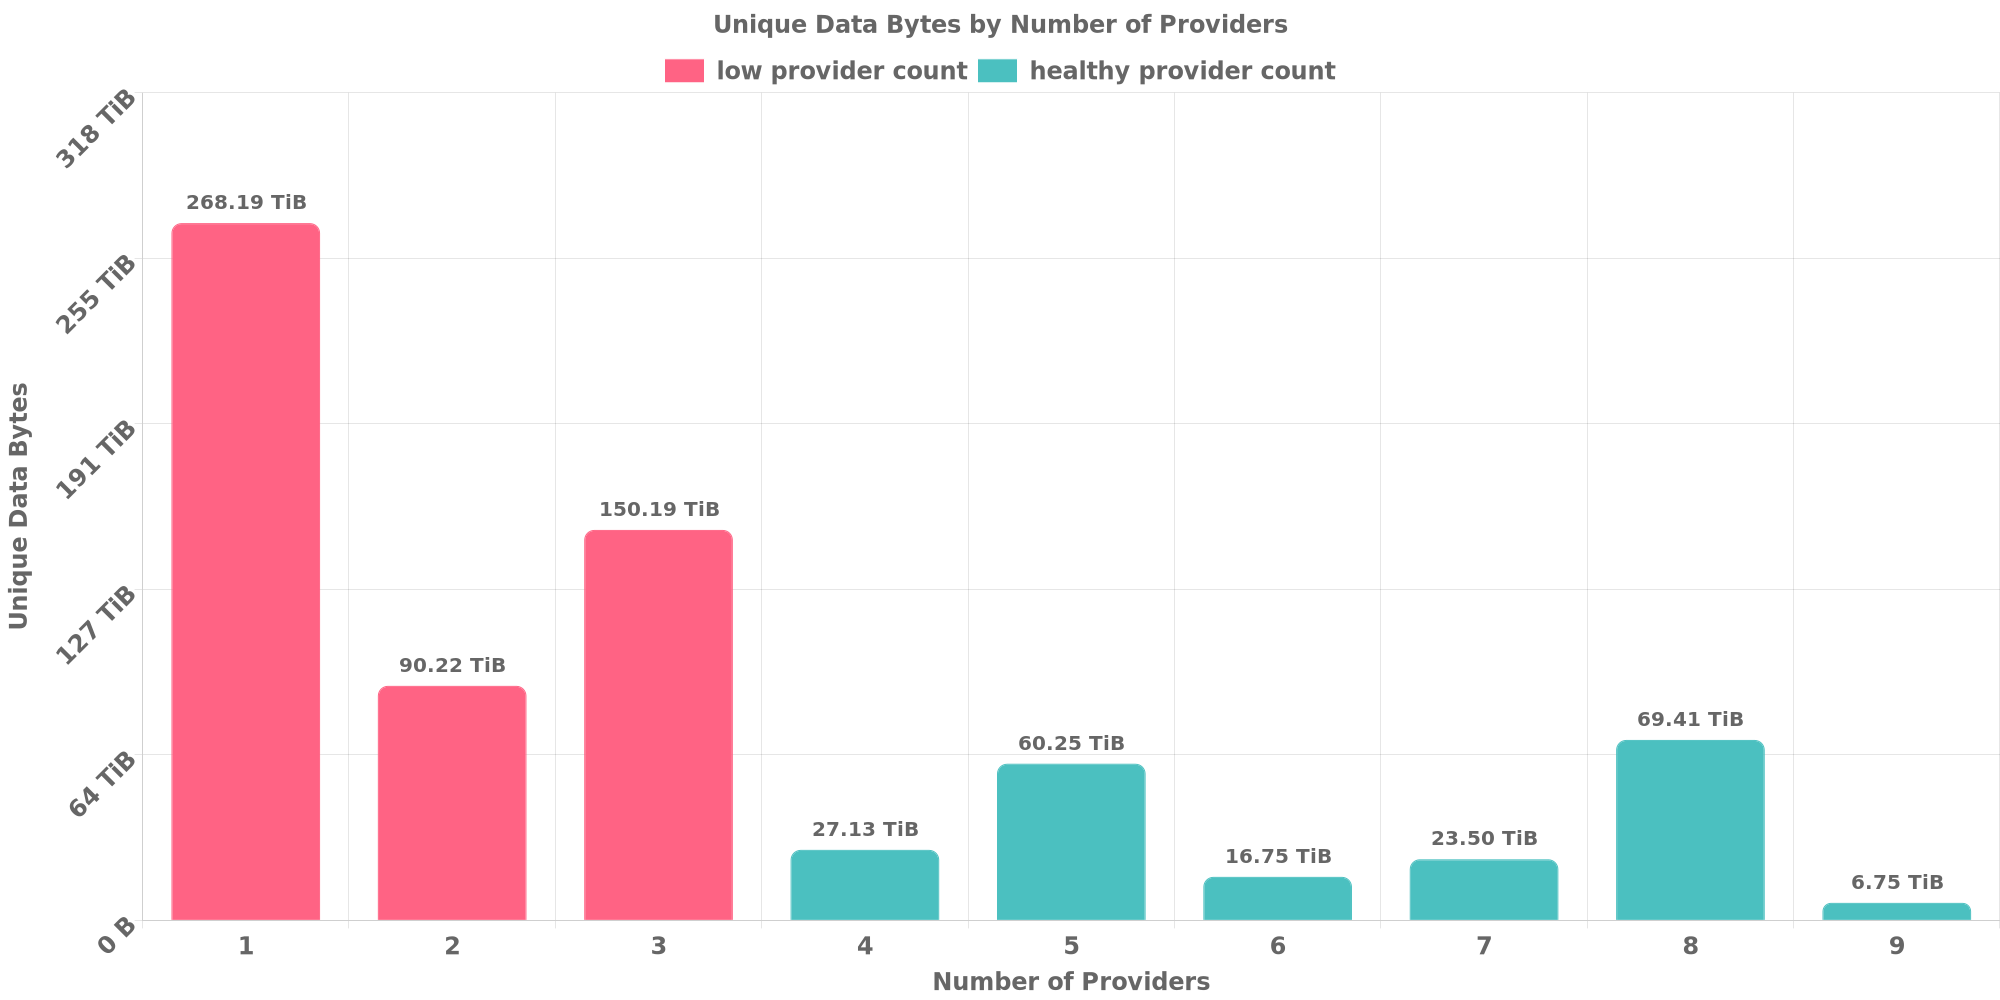 Unique Data Bytes by Number of Providers
low provider count healthy provider count
318 TiB
255 TiB
191 TiB
127 TiB
64 TiB
0 B
Unique Data Bytes
268.19 TiB
90.22 TiB
150.19 TiB
27.13 TiB
60.25 TiB
16.75 TiB
23.50 TiB
69.41 TiB
6.75 TiB
1 2 3 4 5 6 7 8 9
Number of Providers